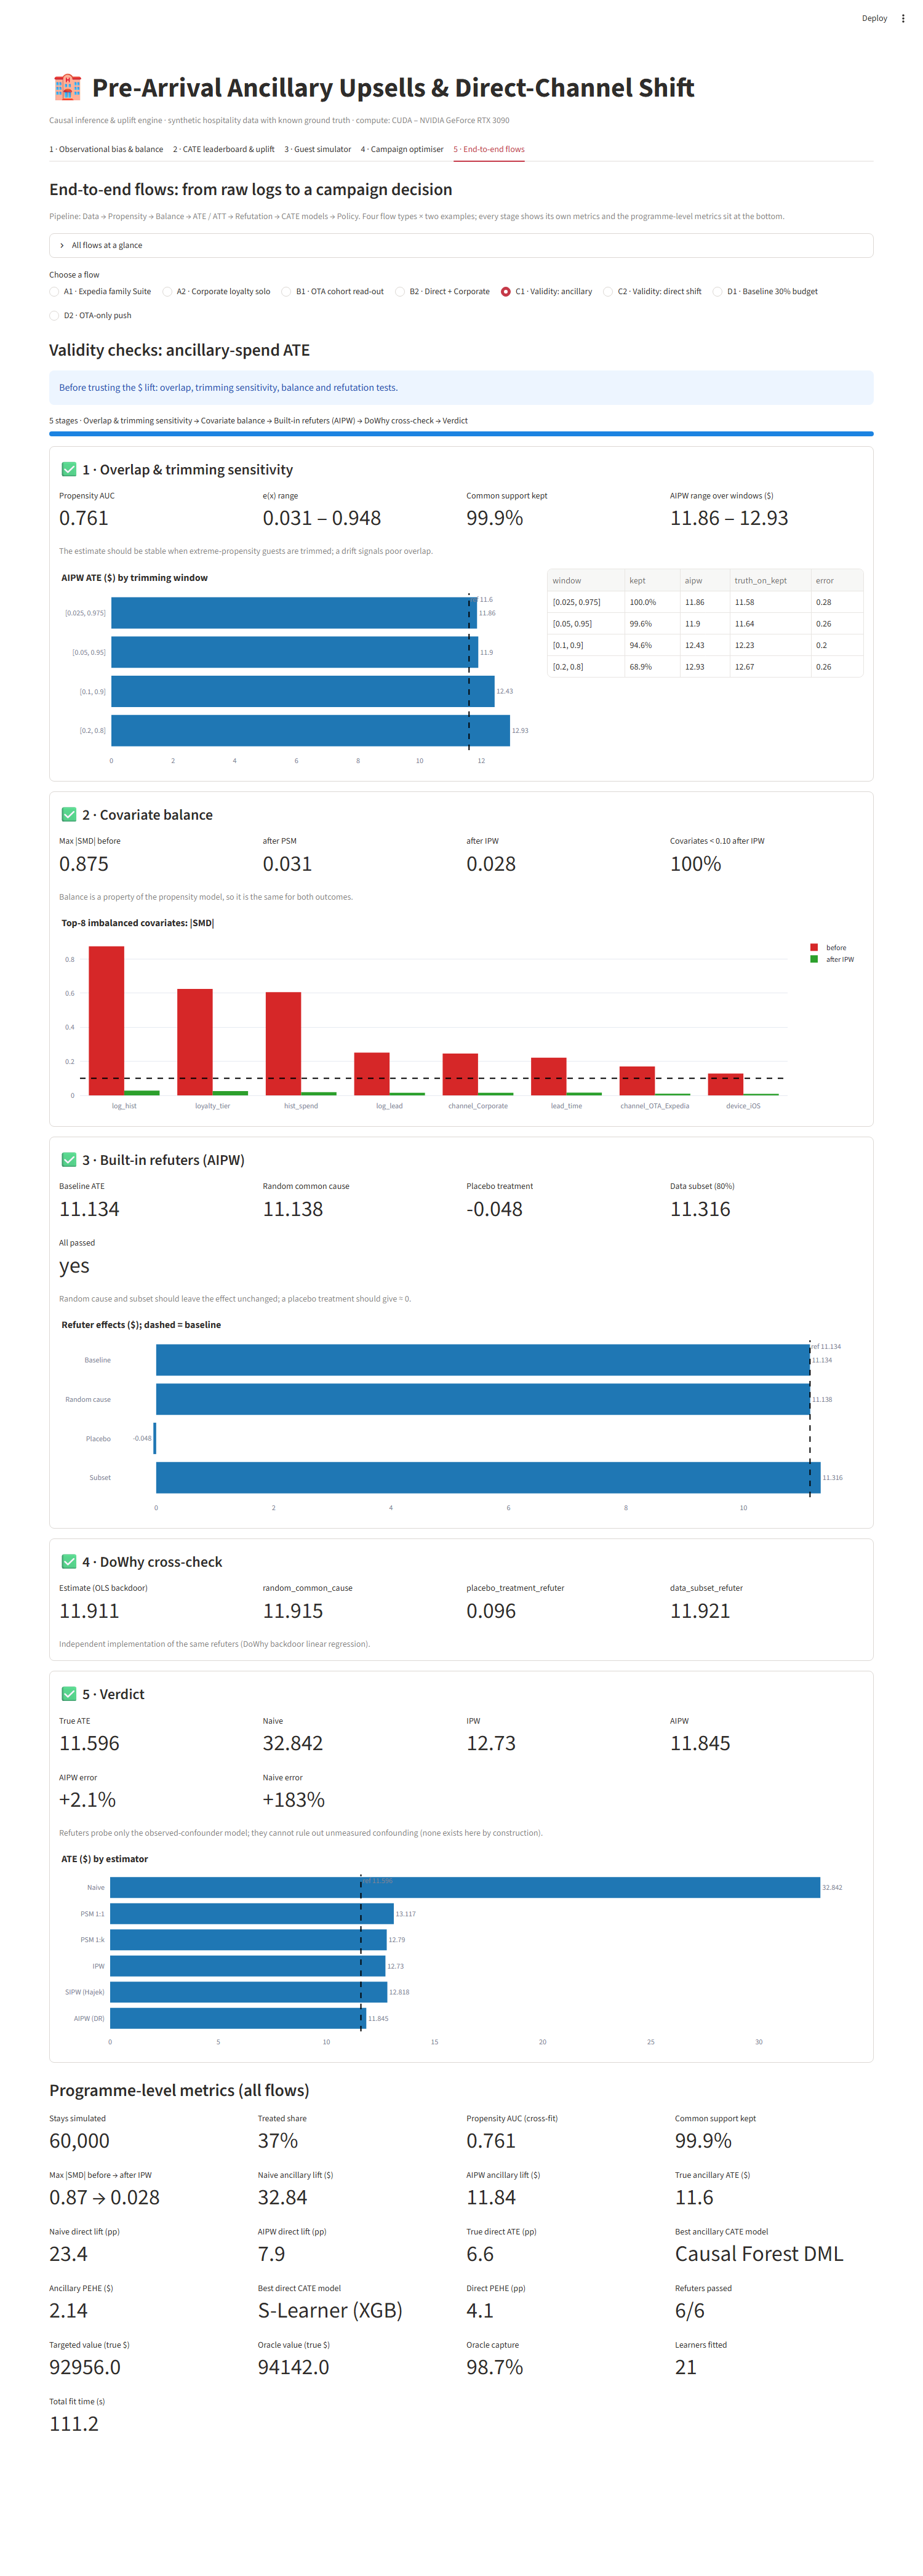 Deploy
Pre-Arrival Ancillary Upsells & Direct-Channel Shift
Causal inference & uplift engine · synthetic hospitality data with known ground truth · compute: CUDA – NVIDIA GeForce RTX 3090
1 · Observational bias & balance 2 · CATE leaderboard & uplift 3 · Guest simulator 4 · Campaign optimiser 5 · End-to-end flows
End-to-end flows: from raw logs to a campaign decision
Pipeline: Data → Propensity → Balance → ATE / ATT → Refutation → CATE models → Policy. Four flow types × two examples; every stage shows its own metrics and the programme-level metrics sit at the bottom.
All flows at a glance
Choose a flow
A1 · Expedia family Suite A2 · Corporate loyalty solo B1 · OTA cohort read-out B2 · Direct + Corporate C1 · Validity: ancillary C2 · Validity: direct shift D1 · Baseline 30% budget
D2 · OTA-only push
Validity checks: ancillary-spend ATE
Before trusting the $ lift: overlap, trimming sensitivity, balance and refutation tests.
5 stages · Overlap & trimming sensitivity → Covariate balance → Built-in refuters (AIPW) → DoWhy cross-check → Verdict
1 · Overlap & trimming sensitivity
Propensity AUC e(x) range Common support kept AIPW range over windows ($)
0.761 0.031 – 0.948 99.9% 11.86 – 12.93
The estimate should be stable when extreme-propensity guests are trimmed; a drift signals poor overlap.
AIPW ATE ($) by trimming window
11.6
[0.025, 0.975] 11.86
[0.05, 0.95] 11.9
[0.1, 0.9] 12.43
[0.2, 0.8] 12.93
0 2 4 6 8 10 12
window kept aipw truth_on_kept error
[0.025, 0.975] 100.0% 11.86 11.58 0.28
[0.05, 0.95] 99.6% 11.9 11.64 0.26
[0.1, 0.9] 94.6% 12.43 12.23 0.2
[0.2, 0.8] 68.9% 12.93 12.67 0.26
2 · Covariate balance
Max |SMD| before after PSM after IPW Covariates < 0.10 after IPW
0.875 0.031 0.028 100%
Balance is a property of the propensity model, so it is the same for both outcomes.
Top-8 imbalanced covariates: |SMD|
before
after IPW
0.8
0.6
0.4
0.2
0
log_hist loyalty_tier hist_spend log_lead channel_Corporate lead_time channel_OTA_Expedia device_iOS
3 · Built-in refuters (AIPW)
Baseline ATE Random common cause Placebo treatment Data subset (80%)
11.134 11.138 -0.048 11.316
All passed
yes
Random cause and subset should leave the effect unchanged; a placebo treatment should give ≈ 0.
Refuter effects ($); dashed = baseline
ref 11.134
Baseline 11.134
Random cause 11.138
Placebo -0.048
Subset 11.316
0 2 4 6 8 10
4 · DoWhy cross-check
Estimate (OLS backdoor) random_common_cause placebo_treatment_refuter data_subset_refuter
11.911 11.915 0.096 11.921
Independent implementation of the same refuters (DoWhy backdoor linear regression).
5 · Verdict
True ATE Naive IPW AIPW
11.596 32.842 12.73 11.845
AIPW error Naive error
+2.1% +183%
Refuters probe only the observed-confounder model; they cannot rule out unmeasured confounding (none exists here by construction).
ATE ($) by estimator
ref 11.596
Naive 32.842
PSM 1:1 13.117
PSM 1:k 12.79
IPW 12.73
SIPW (Hajek) 12.818
AIPW (DR) 11.845
0 5 10 15 20 25 30
Programme-level metrics (all flows)
Stays simulated Treated share Propensity AUC (cross-fit) Common support kept
60,000 37% 0.761 99.9%
Max |SMD| before → after IPW Naive ancillary lift ($) AIPW ancillary lift ($) True ancillary ATE ($)
0.87 → 0.028 32.84 11.84 11.6
Naive direct lift (pp) AIPW direct lift (pp) True direct ATE (pp) Best ancillary CATE model
23.4 7.9 6.6 Causal Forest DML
Ancillary PEHE ($) Best direct CATE model Direct PEHE (pp) Refuters passed
2.14 S-Learner (XGB) 4.1 6/6
Targeted value (true $) Oracle value (true $) Oracle capture Learners fitted
92956.0 94142.0 98.7% 21
Total fit time (s)
111.2